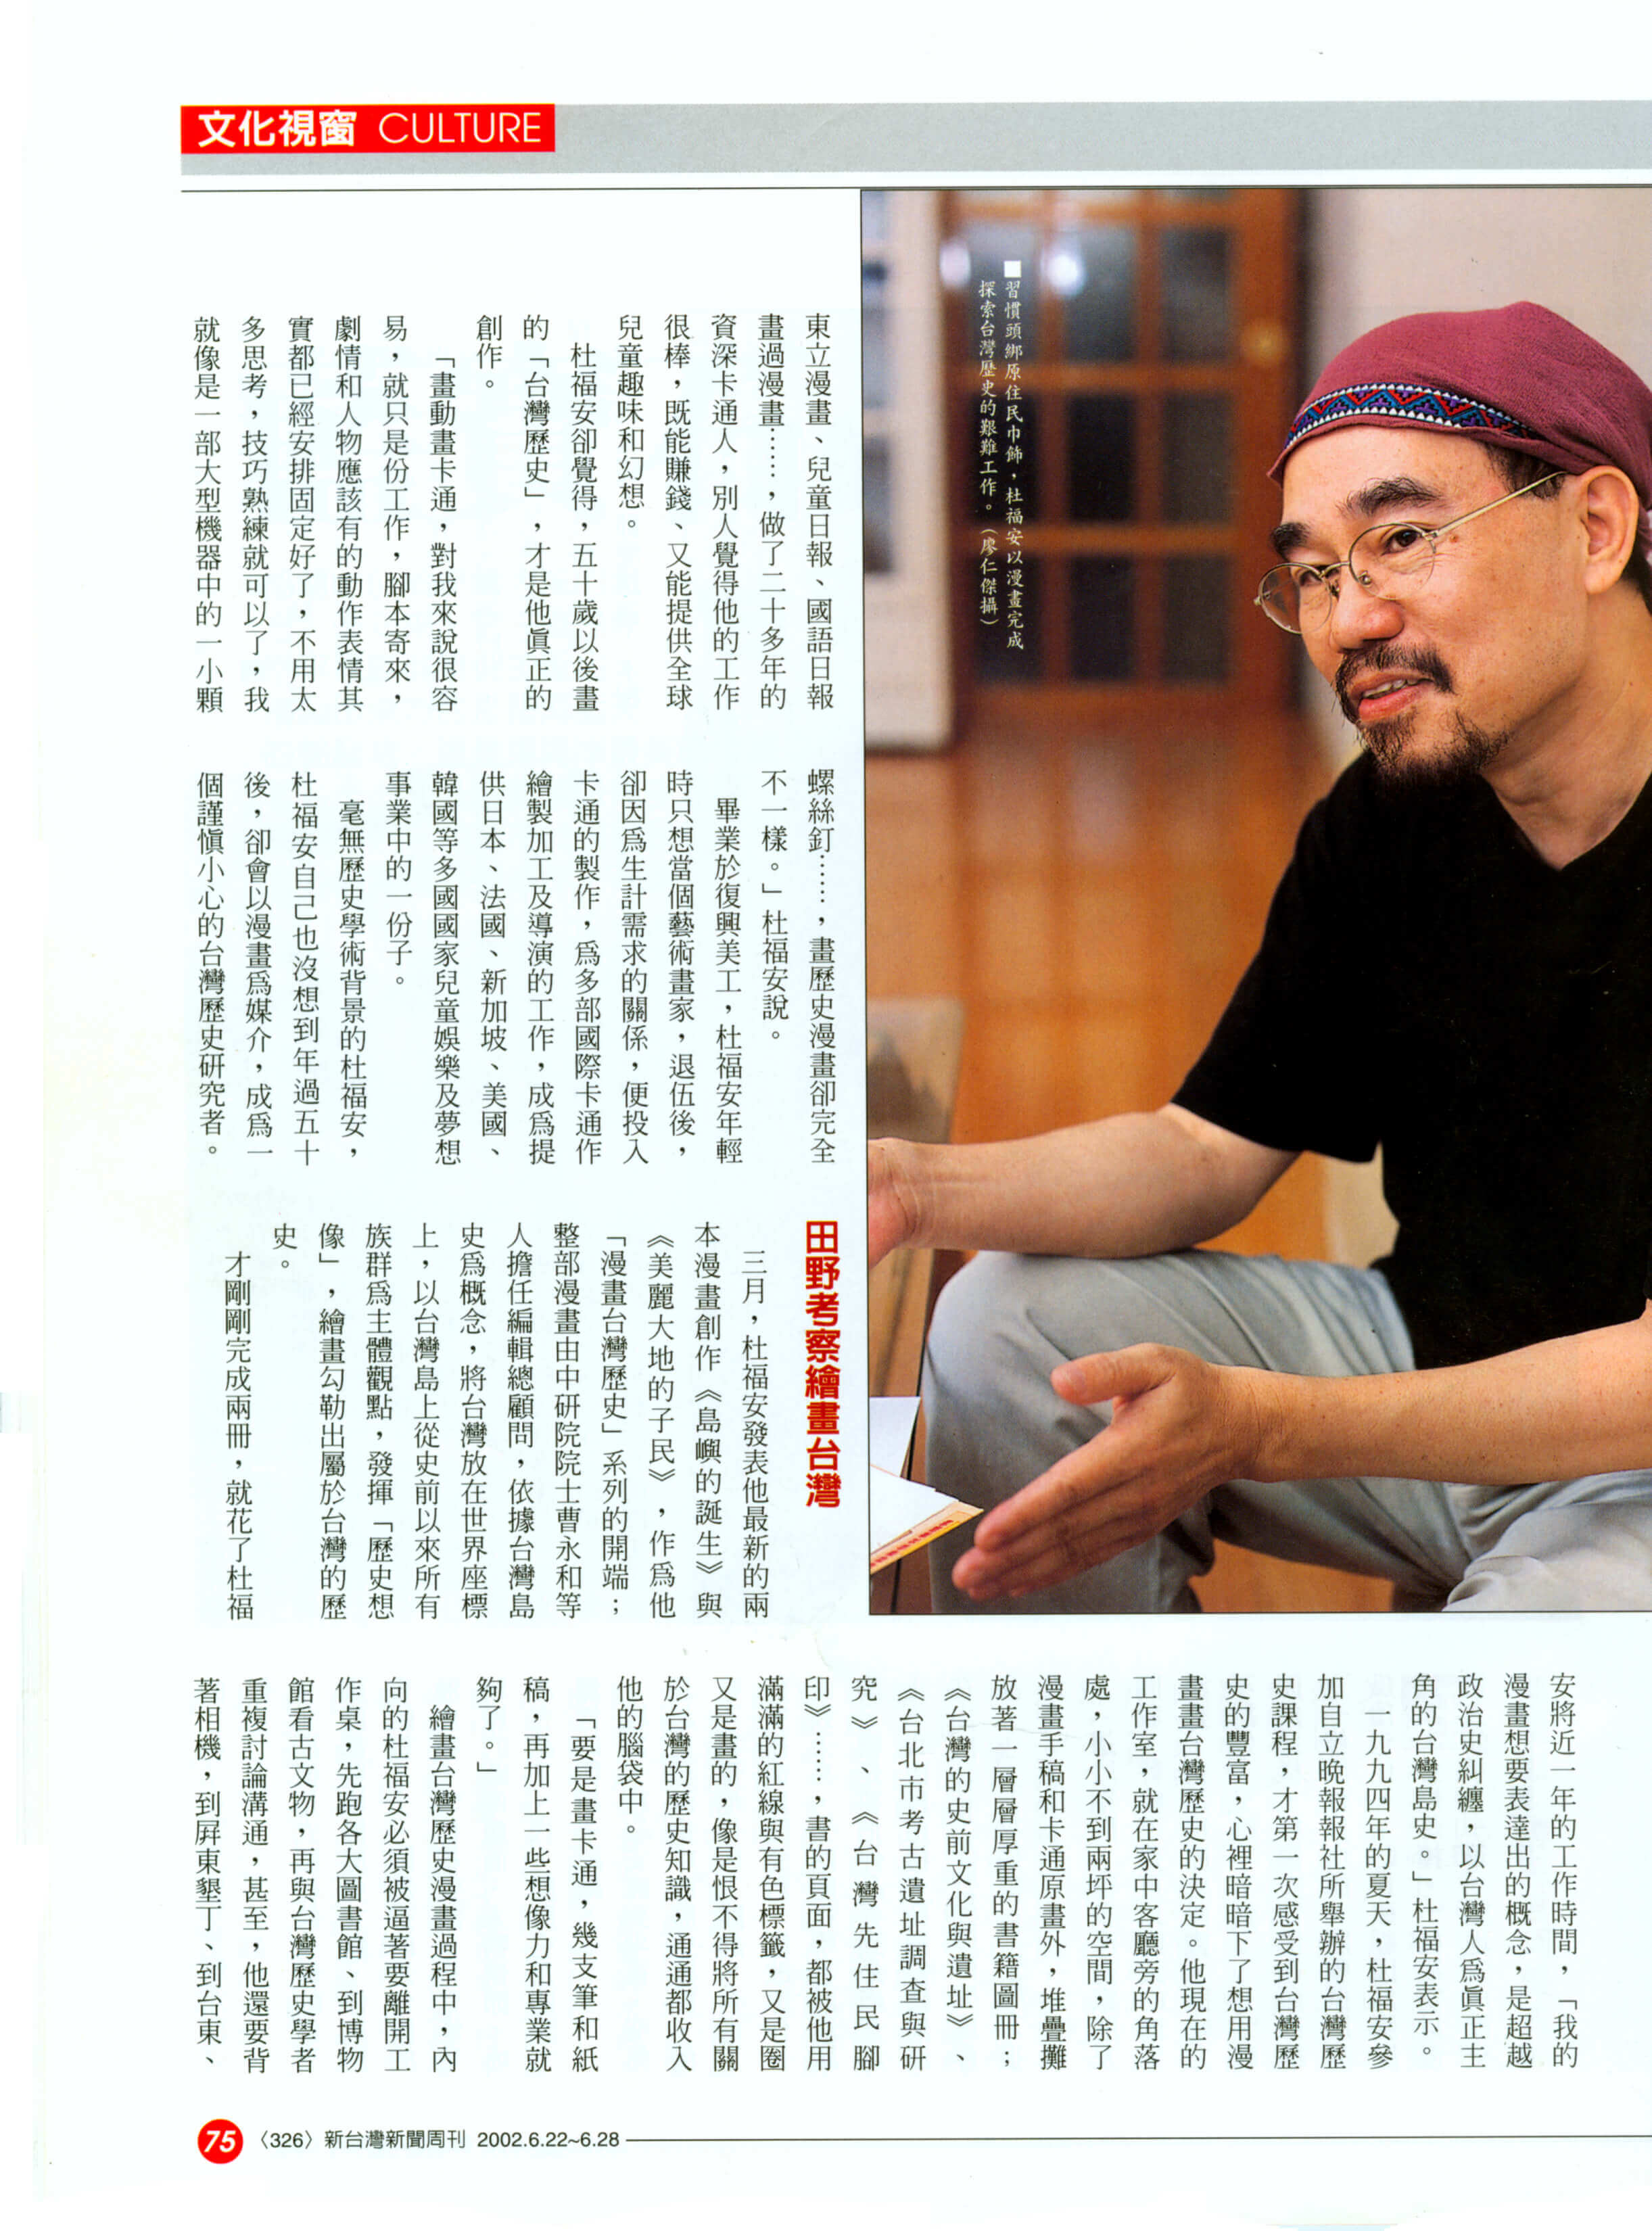 文化視窗 CULTURE
■習慣頭綁原住民巾飾，杜福安以漫畫完成
探索台灣歷史的艱難工作。（廖仁傑攝）
東立漫畫、兒童日報、國語日報
畫過漫畫……，做了二十多年的
資深卡通人，別人覺得他的工作
很棒，既能賺錢、又能提供全球
兒童趣味和幻想。
杜福安卻覺得，五十歲以後畫
的「台灣歷史」，才是他真正的
創作。
「畫動畫卡通，對我來說很容
易，就只是份工作，腳本寄來，
劇情和人物應該有的動作表情其
實都已經安排固定好了，不用太
多思考，技巧熟練就可以了，我
就像是一部大型機器中的一小顆
螺絲釘……，畫歷史漫畫卻完全
不一樣。」杜福安說。
畢業於復興美工，杜福安年輕
時只想當個藝術畫家，退伍後，
卻因為生計需求的關係，便投入
卡通的製作，為多部國際卡通作
繪製加工及導演的工作，成為提
供日本、法國、新加坡、美國、
韓國等多國國家兒童娛樂及夢想
事業中的一份子。
毫無歷史學術背景的杜福安，
杜福安自己也沒想到年過五十
後，卻會以漫畫為媒介，成為一
個謹慎小心的台灣歷史研究者。
田野考察繪畫台灣
三月，杜福安發表他最新的兩
本漫畫創作《島嶼的誕生》與
《美麗大地的子民》，作為他
「漫畫台灣歷史」系列的開端；
整部漫畫由中研院院士曹永和等
人擔任編輯總顧問，依據台灣島
史為概念，將台灣放在世界座標
上，以台灣島上從史前以來所有
族群為主體觀點，發揮「歷史想
像」，繪畫勾勒出屬於台灣的歷
史。
才剛剛完成兩冊，就花了杜福
安將近一年的工作時間，「我的
漫畫想要表達出的概念，是超越
政治史糾纏，以台灣人為真正主
角的台灣島史。」杜福安表示。
一九九四年的夏天，杜福安參
加自立晚報報社所舉辦的台灣歷
史課程，才第一次感受到台灣歷
史的豐富，心裡暗暗下了想用漫
畫畫台灣歷史的決定。他現在的
工作室，就在家中客廳旁的角落
處，小小不到兩坪的空間，除了
漫畫手稿和卡通原畫外，堆疊攤
放著一層層厚重的書籍圖冊；
《台灣的史前文化與遺址》、
《台北市考古遺址調查與研
究》、《台灣先住民腳
印》……，書的頁面，都被他用
滿滿的紅線與有色標籤，又是圈
又是畫的，像是恨不得將所有關
於台灣的歷史知識，通通都收入
他的腦袋中。
「要是畫卡通，幾支筆和紙
稿，再加上一些想像力和專業就
夠了。」
繪畫台灣歷史漫畫過程中，內
向的杜福安必須被逼著要離開工
作桌，先跑各大圖書館、到博物
館看古文物，再與台灣歷史學者
重複討論溝通，甚至，他還要背
著相機，到屏東墾丁、到台東、
75 〈326〉新台灣新聞周刊 2002.6.22~6.28